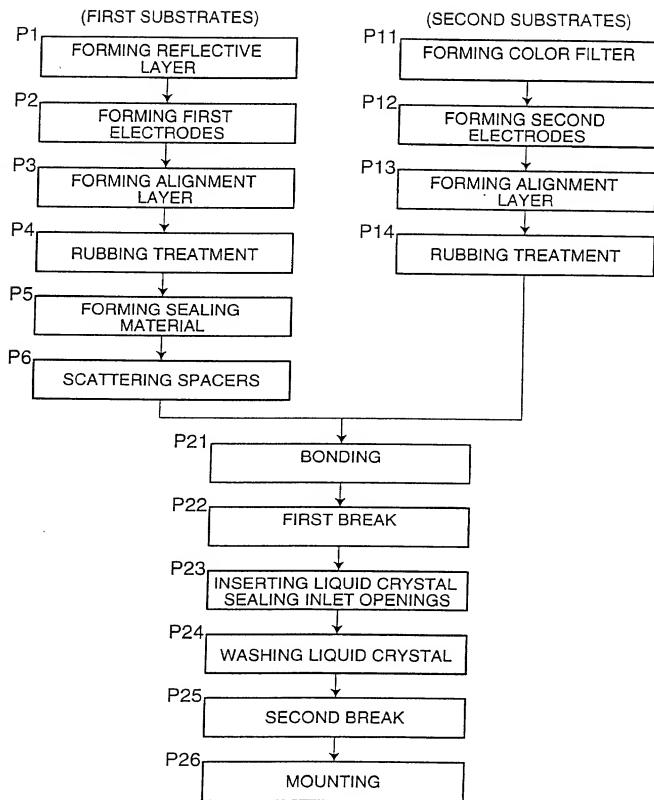 (FIRST SUBSTRATES)
P1
FORMING REFLECTIVE
LAYER
P2
FORMING FIRST
ELECTRODES
P3
FORMING ALIGNMENT
LAYER
P4
RUBBING TREATMENT
P5
FORMING SEALING
MATERIAL
P6
SCATTERING SPACERS
(SECOND SUBSTRATES)
P11
FORMING COLOR FILTER
P12
FORMING SECOND
ELECTRODES
P13
FORMING ALIGNMENT
LAYER
P14
RUBBING TREATMENT
P21
BONDING
P22
FIRST BREAK
P23
INSERTING LIQUID CRYSTAL
SEALING INLET OPENINGS
P24
WASHING LIQUID CRYSTAL
P25
SECOND BREAK
P26
MOUNTING